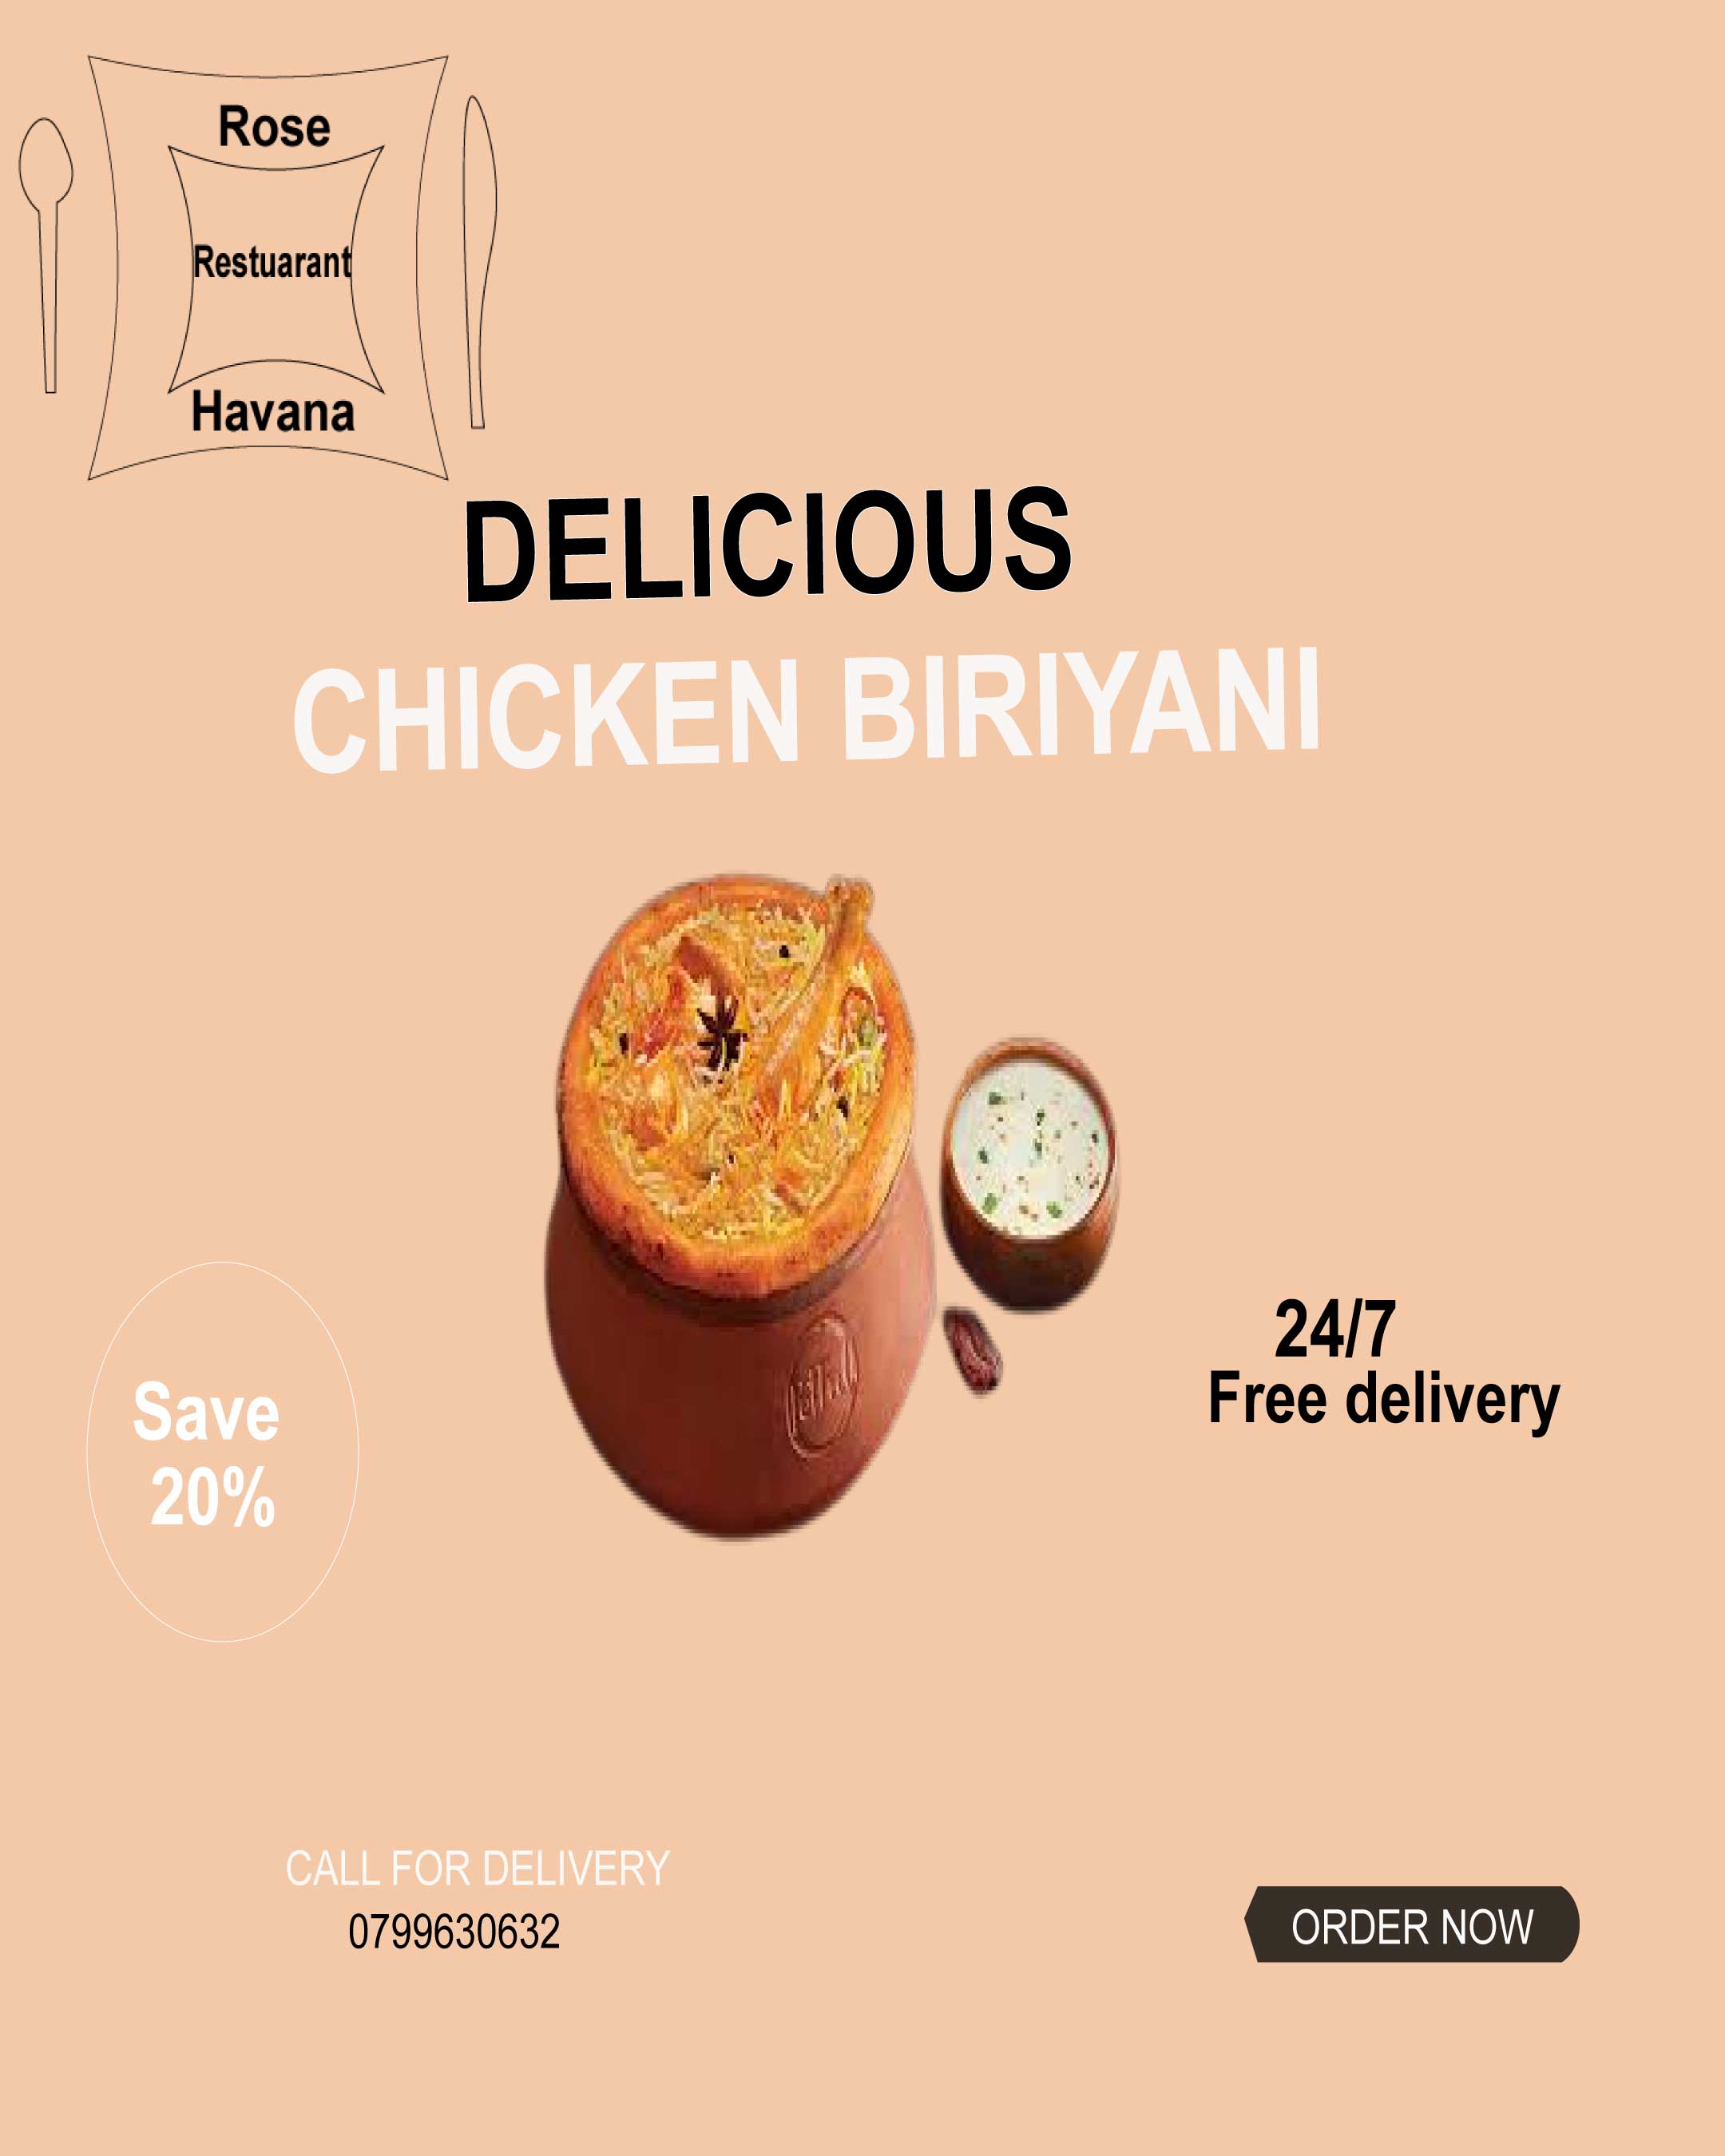 Rose
Restuarant
Havana
DELICIOUS
CHICKEN BIRIYANI
24/7
Free delivery
Save
20%
CALL FOR DELIVERY
0799630632
ORDER NOW